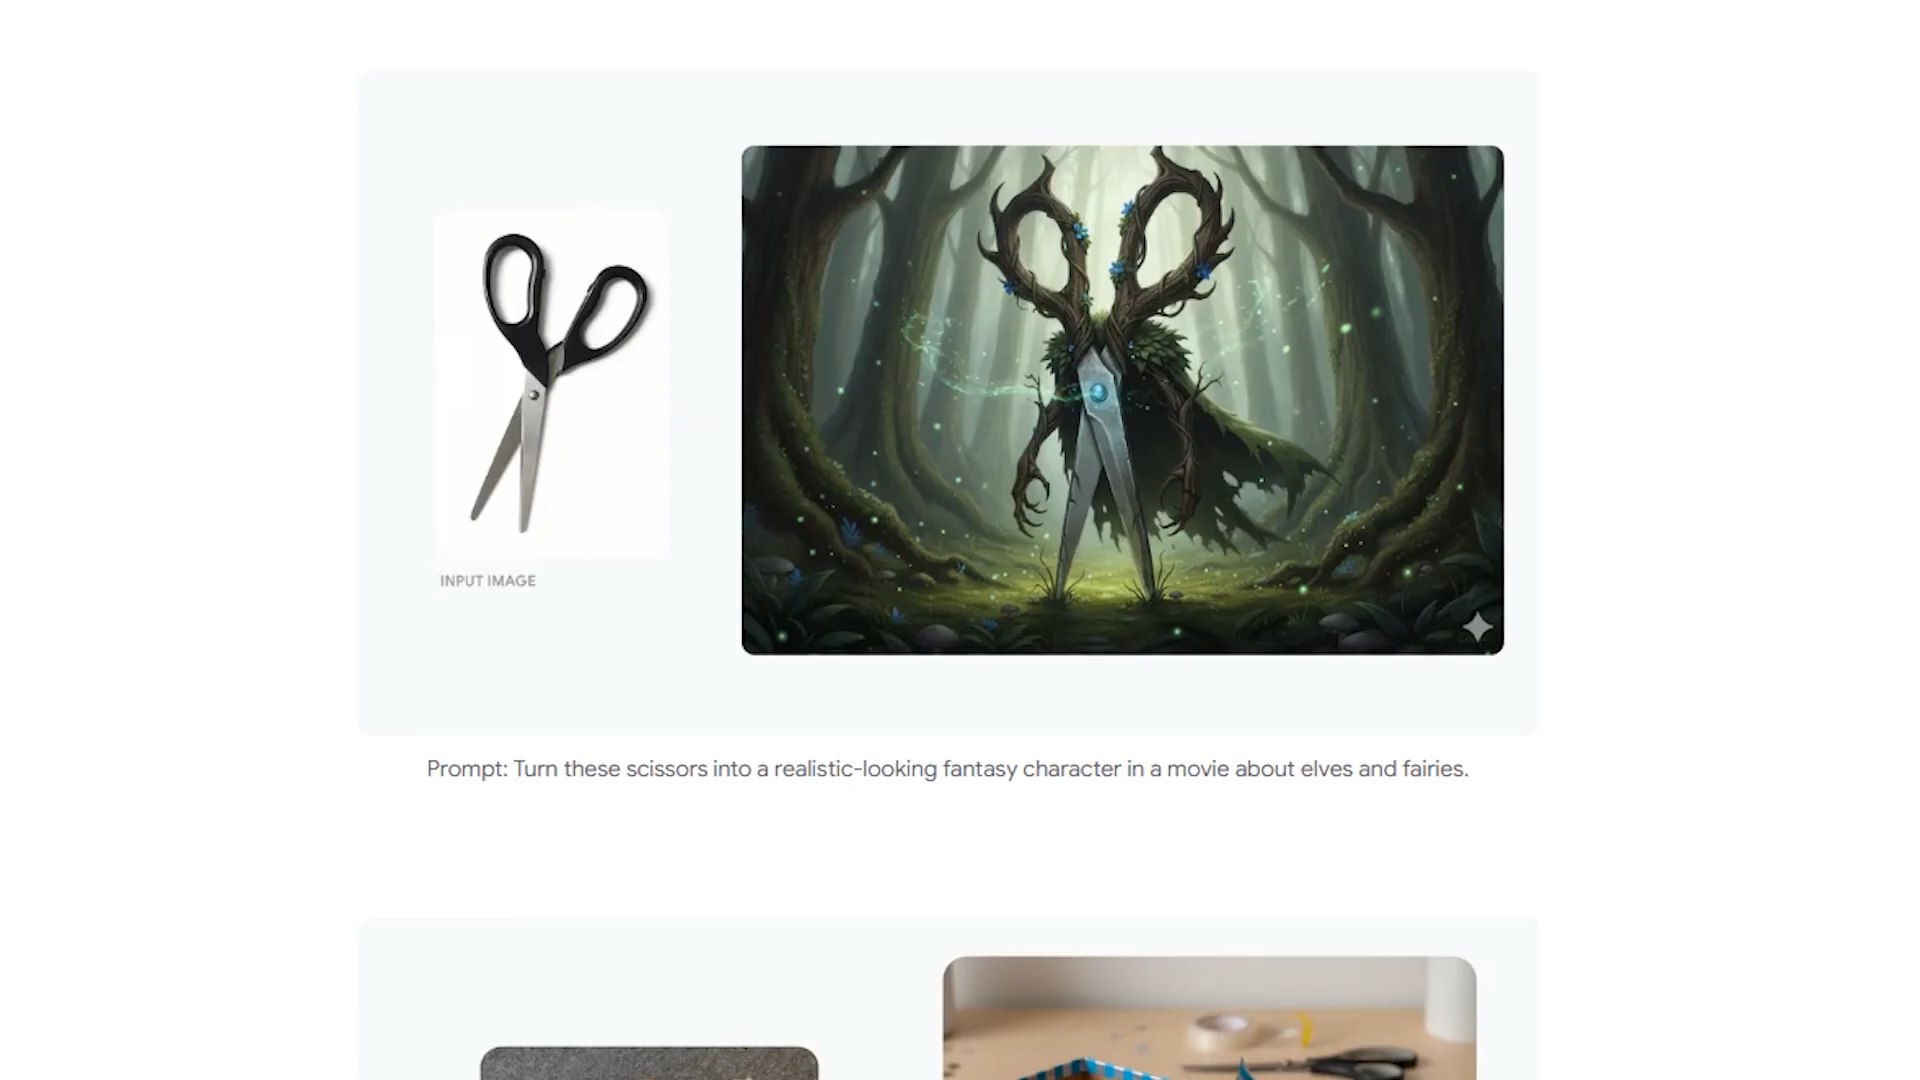 INPUT IMAGE
Prompt: Turn these scissors into a realistic-looking fantasy character in a movie about elves and fairies.